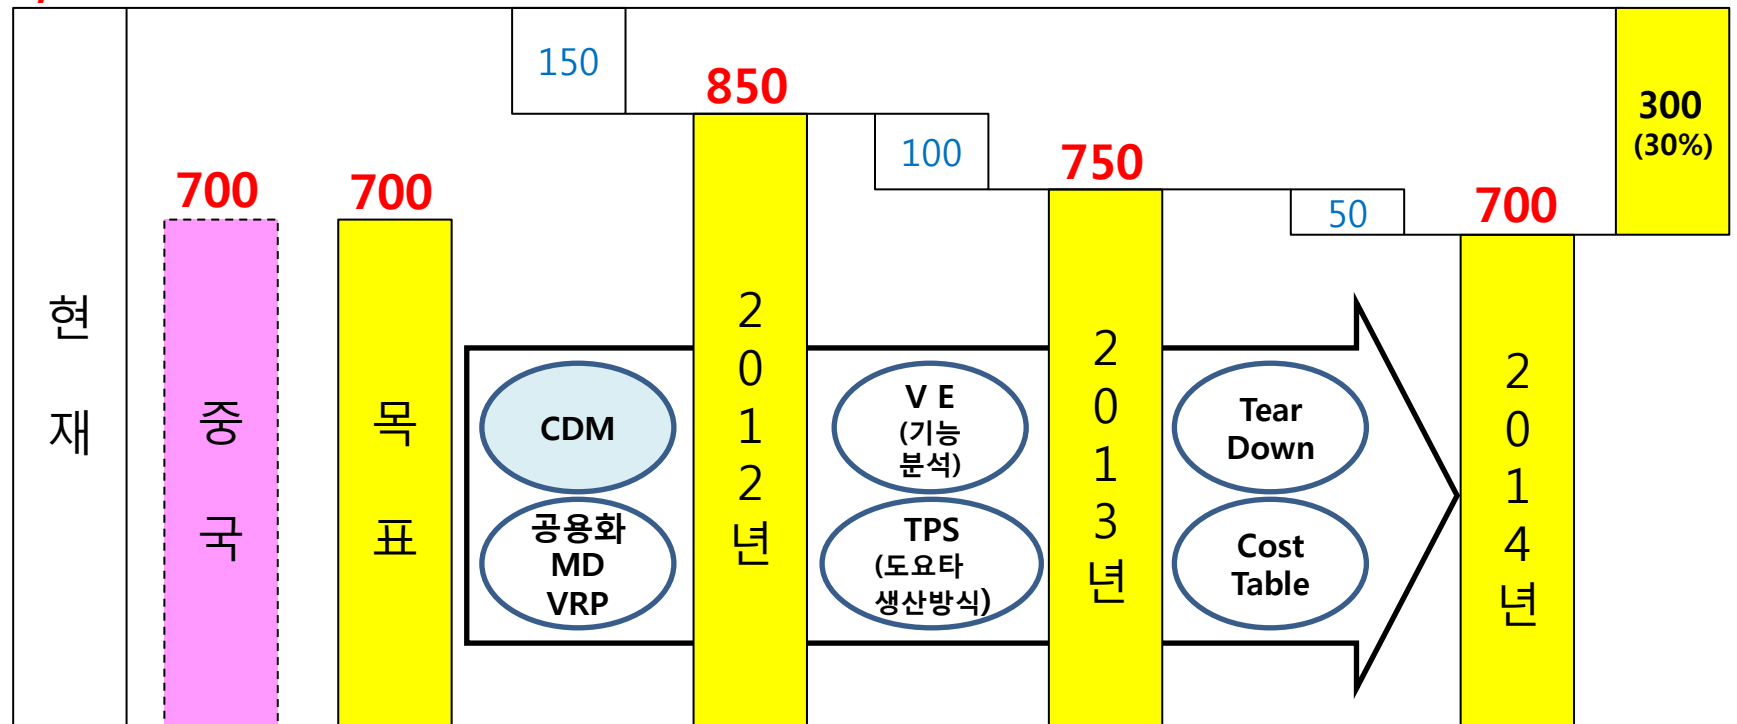 현
재
700
중
국
700
목
표
150
CDM
공용화
MD
VRP
850
2
0
1
2
년
100
V E
(기능
분석)
TPS
(도요타
생산방식)
750
2
0
1
3
년
50
Tear
Down
Cost
Table
700
2
0
1
4
년
300
(30%)